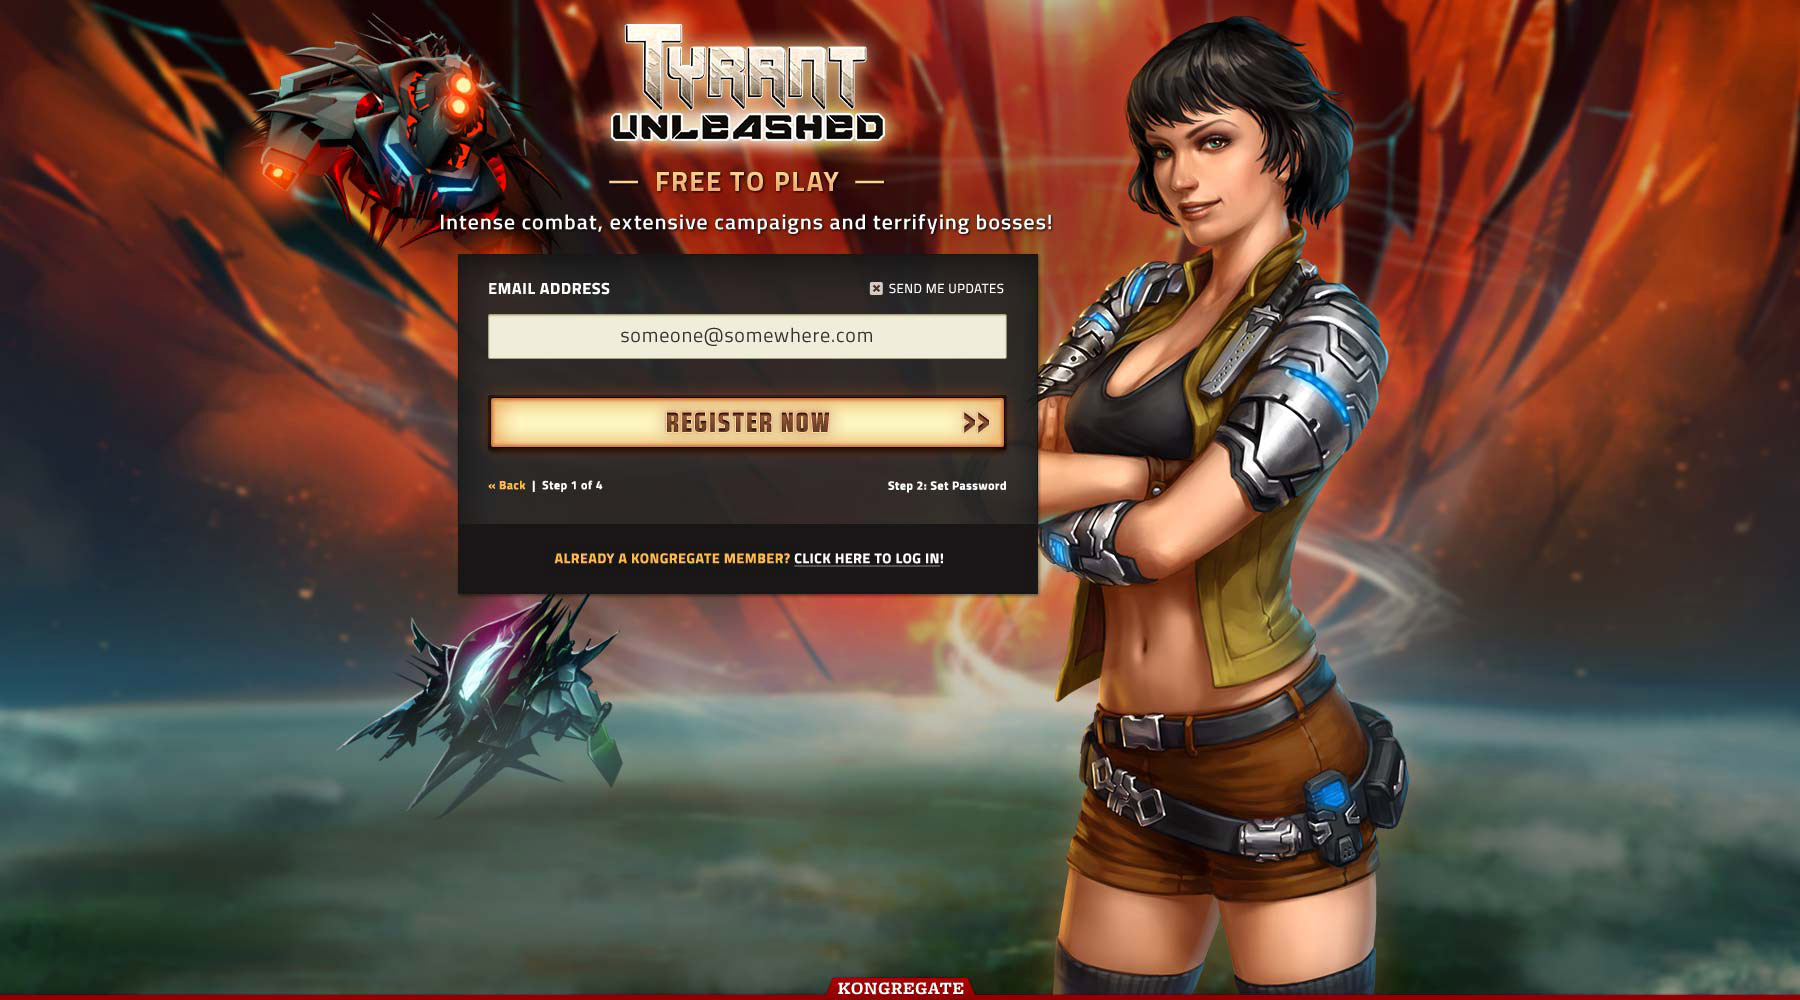 TYRANT
UNLEASHED
— FREE TO PLAY —
Intense combat, extensive campaigns and terrifying bosses!
EMAIL ADDRESS
SEND ME UPDATES
someone@somewhere.com
REGISTER NOW >>
« Back | Step 1 of 4
Step 2: Set Password
ALREADY A KONGREGATE MEMBER? CLICK HERE TO LOG IN!
KONGREGATE